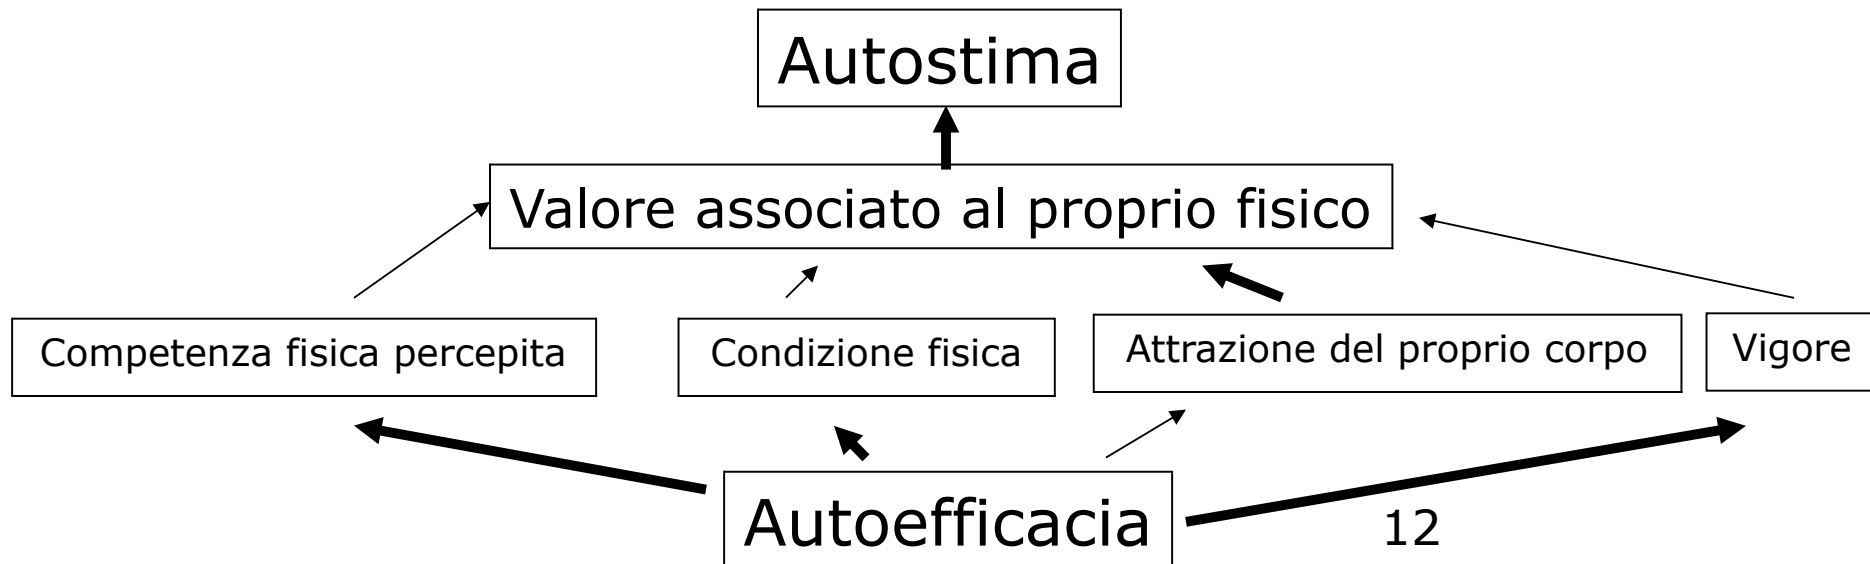 Autostima
Valore associato al proprio fisico
Competenza fisica percepita
Condizione fisica
Attrazione del proprio corpo
Vigore
Autoefficacia
12